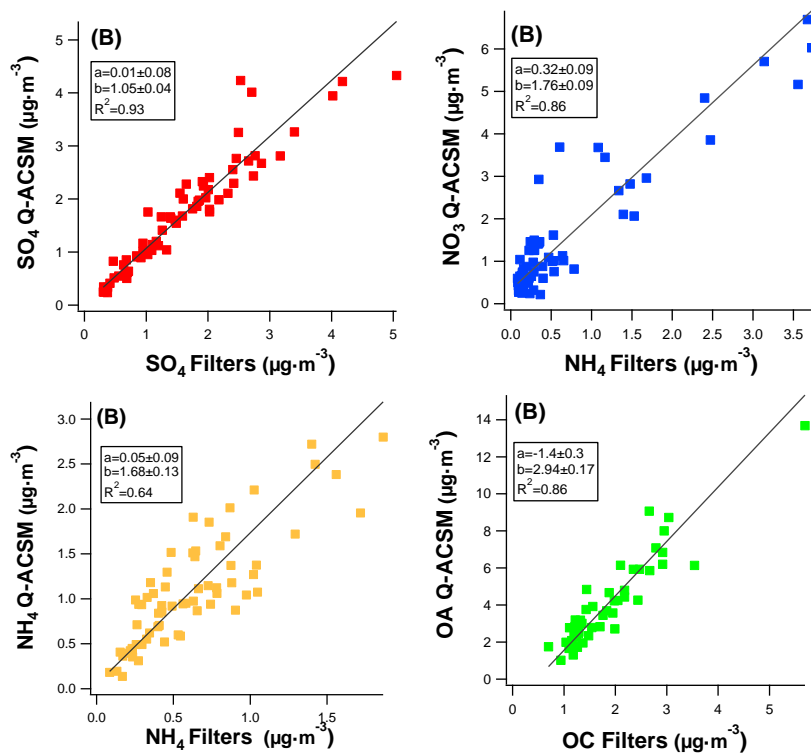 (B)
a=0.01±0.08
b=1.05±0.04
R²=0.93
SO₄ Q-ACSM (µg·m⁻³)
5
4
3
2
1
0
0 1 2 3 4 5
SO₄ Filters (µg·m⁻³)
(B)
a=0.32±0.09
b=1.76±0.09
R²=0.86
NO₃ Q-ACSM (µg·m⁻³)
6
5
4
3
2
1
0
0.0 0.5 1.0 1.5 2.0 2.5 3.0 3.5
NH₄ Filters (µg·m⁻³)
(B)
a=0.05±0.09
b=1.68±0.13
R²=0.64
NH₄ Q-ACSM (µg·m⁻³)
3.0
2.5
2.0
1.5
1.0
0.5
0.0
0.0 0.5 1.0 1.5
NH₄ Filters (µg·m⁻³)
(B)
a=-1.4±0.3
b=2.94±0.17
R²=0.86
OA Q-ACSM (µg·m⁻³)
14
12
10
8
6
4
2
0
0 1 2 3 4 5
OC Filters (µg·m⁻³)